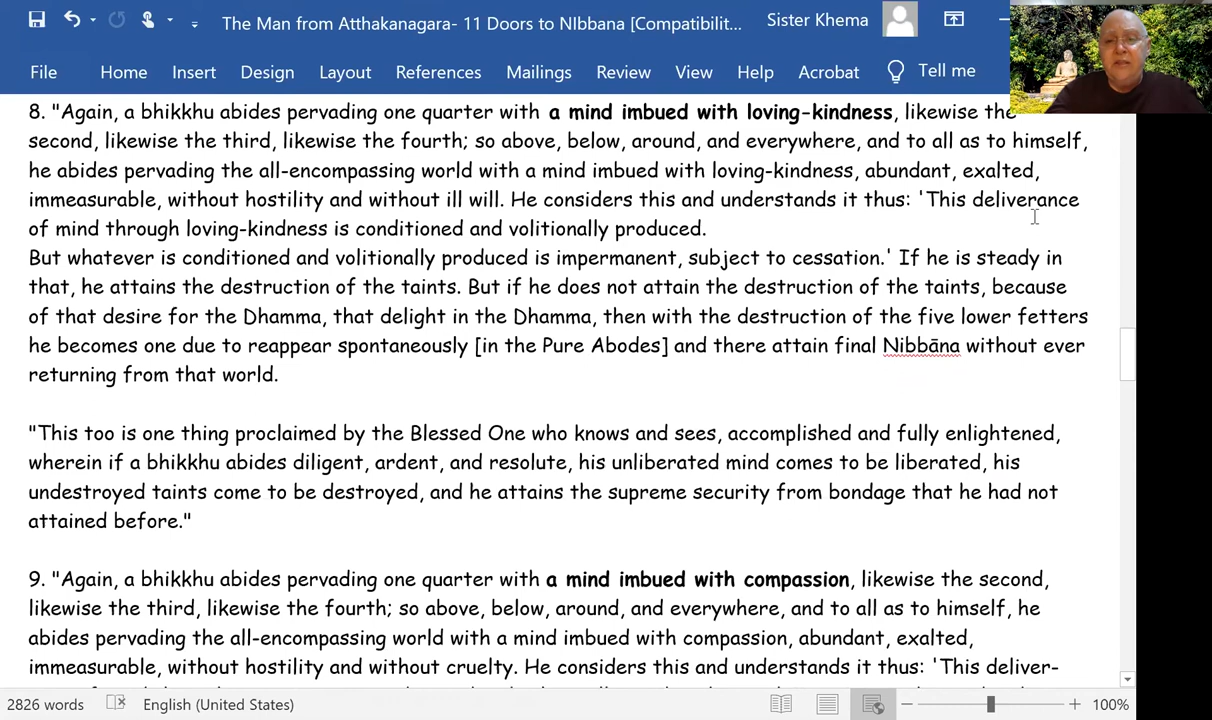 The Man from Atthakanagara- 11 Doors to NIbbana [Compatibilit...
Sister Khema
File Home Insert Design Layout References Mailings Review View Help Acrobat Tell me
8. "Again, a bhikkhu abides pervading one quarter with a mind imbued with loving-kindness, likewise the
second, likewise the third, likewise the fourth; so above, below, around, and everywhere, and to all as to himself,
he abides pervading the all-encompassing world with a mind imbued with loving-kindness, abundant, exalted,
immeasurable, without hostility and without ill will. He considers this and understands it thus: 'This deliverance
of mind through loving-kindness is conditioned and volitionally produced.
But whatever is conditioned and volitionally produced is impermanent, subject to cessation.' If he is steady in
that, he attains the destruction of the taints. But if he does not attain the destruction of the taints, because
of that desire for the Dhamma, that delight in the Dhamma, then with the destruction of the five lower fetters
he becomes one due to reappear spontaneously [in the Pure Abodes] and there attain final Nibbāna without ever
returning from that world.
"This too is one thing proclaimed by the Blessed One who knows and sees, accomplished and fully enlightened,
wherein if a bhikkhu abides diligent, ardent, and resolute, his unliberated mind comes to be liberated, his
undestroyed taints come to be destroyed, and he attains the supreme security from bondage that he had not
attained before."
9. "Again, a bhikkhu abides pervading one quarter with a mind imbued with compassion, likewise the second,
likewise the third, likewise the fourth; so above, below, around, and everywhere, and to all as to himself, he
abides pervading the all-encompassing world with a mind imbued with compassion, abundant, exalted,
immeasurable, without hostility and without cruelty. He considers this and understands it thus: 'This deliver-
2826 words English (United States) 100%